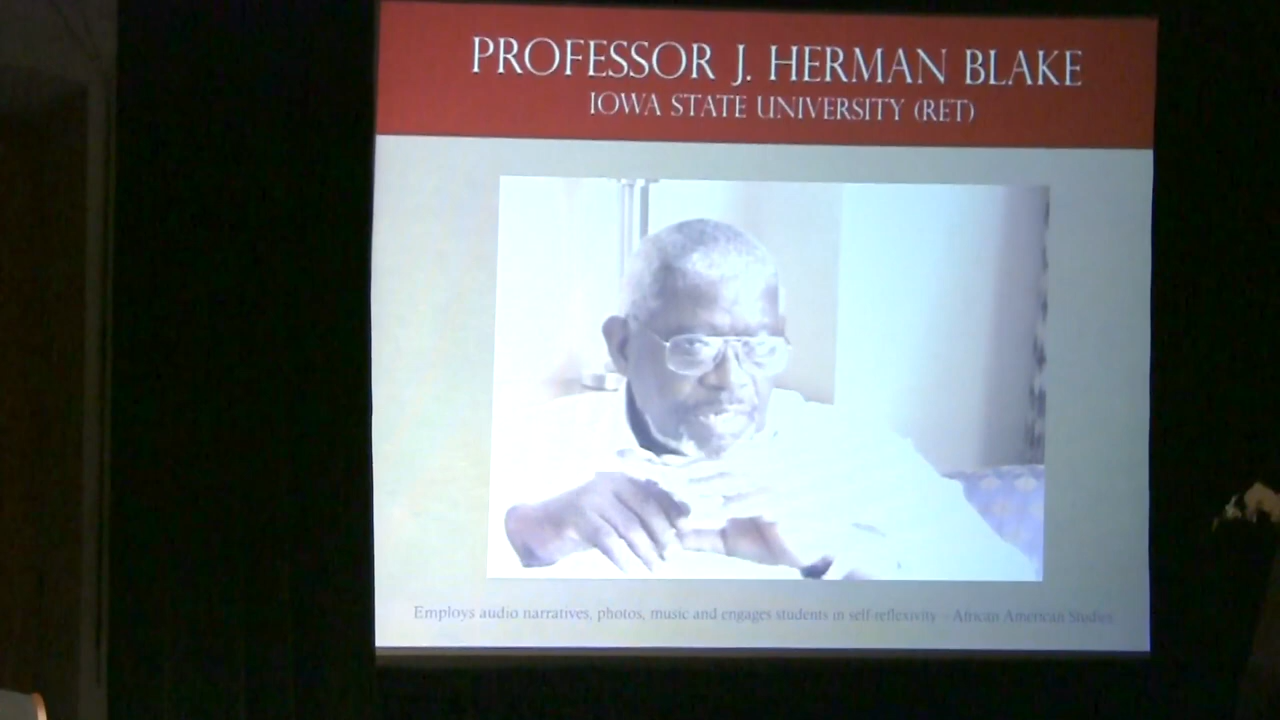 PROFESSOR J. HERMAN BLAKE
IOWA STATE UNIVERSITY (RET)
Employs audio narratives, photos, music and engages students in self-reflexivity – African American Studies